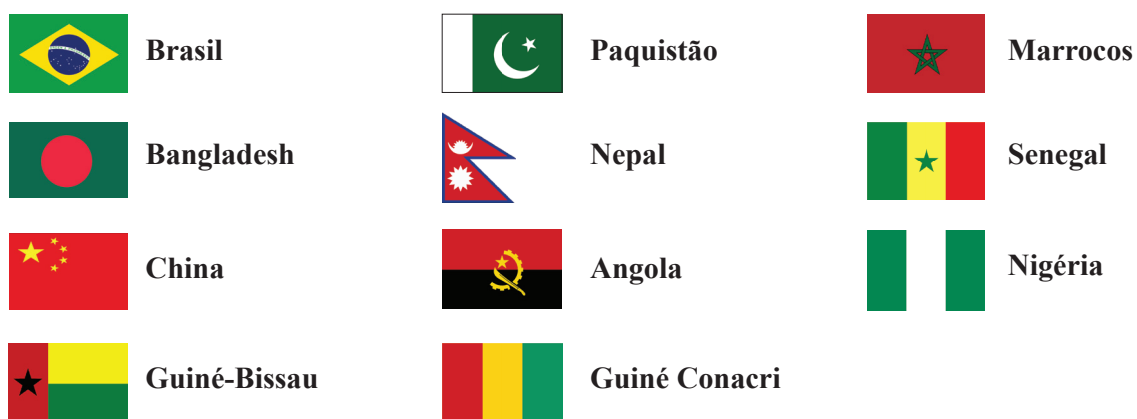 Brasil
Paquistão
Marrocos
Bangladesh
Nepal
Senegal
China
Angola
Nigéria
Guiné-Bissau
Guiné Conacri